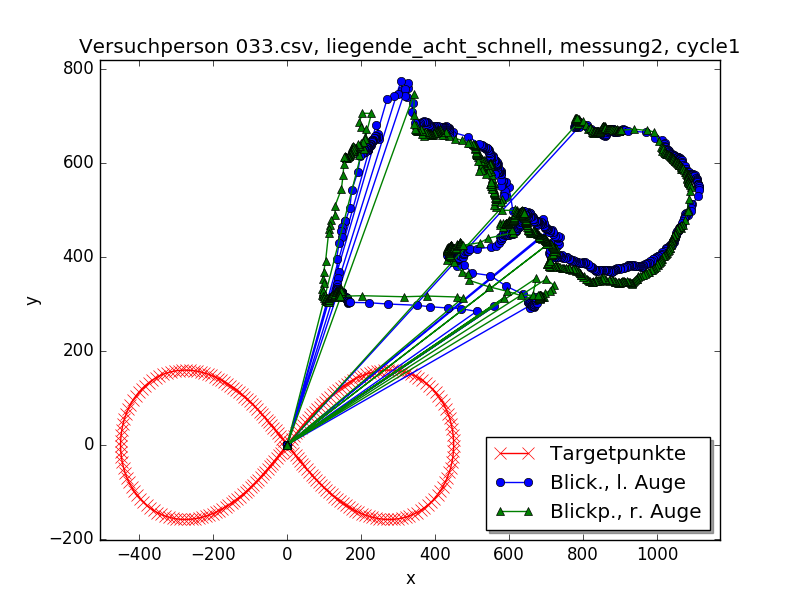 Versuchperson 033.csv, liegende_acht_schnell, messung2, cycle1
800
600
400
200
0
−200
y
−400 −200 0 200 400 600 800 1000
x
Targetpunkte
Blick., l. Auge
Blickp., r. Auge